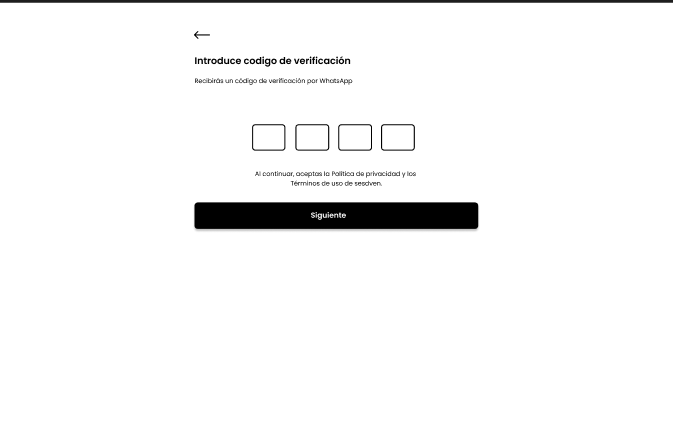 Introduce codigo de verificación
Recibirás un código de verificación por WhatsApp
Al continuar, aceptas la Política de privacidad y los
Términos de uso de sesdven.
Siguiente